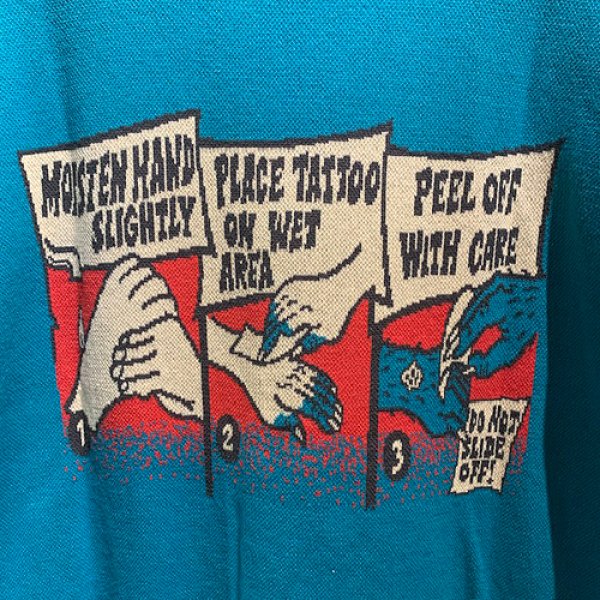 MOISTEN HAND
SLIGHTLY
PLACE TATTOO
ON WET
AREA
PEEL OFF
WITH CARE
1
2
3
DO NOT
SLIDE
OFF!